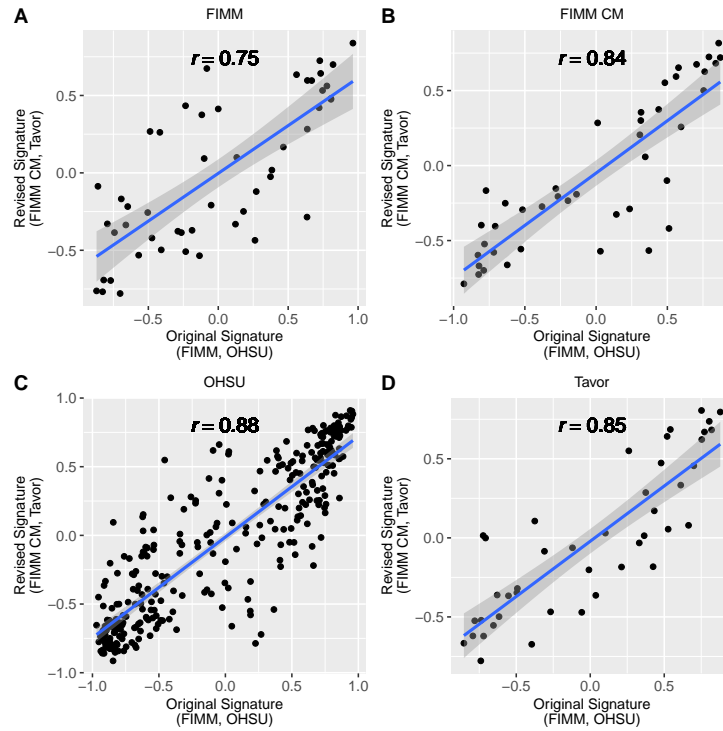 A
FIMM
r = 0.75
Revised Signature
(FIMM CM, Tavor)
0.5
0.0
−0.5
−0.5
0.0
0.5
1.0
Original Signature
(FIMM, OHSU)
B
FIMM CM
r = 0.84
Revised Signature
(FIMM CM, Tavor)
0.5
0.0
−0.5
−1.0
−0.5
0.0
0.5
Original Signature
(FIMM, OHSU)
C
OHSU
r = 0.88
Revised Signature
(FIMM CM, Tavor)
1.0
0.5
0.0
−0.5
−1.0
−1.0
−0.5
0.0
0.5
1.0
Original Signature
(FIMM, OHSU)
D
Tavor
r = 0.85
Revised Signature
(FIMM CM, Tavor)
0.5
0.0
−0.5
−0.5
0.0
0.5
Original Signature
(FIMM, OHSU)